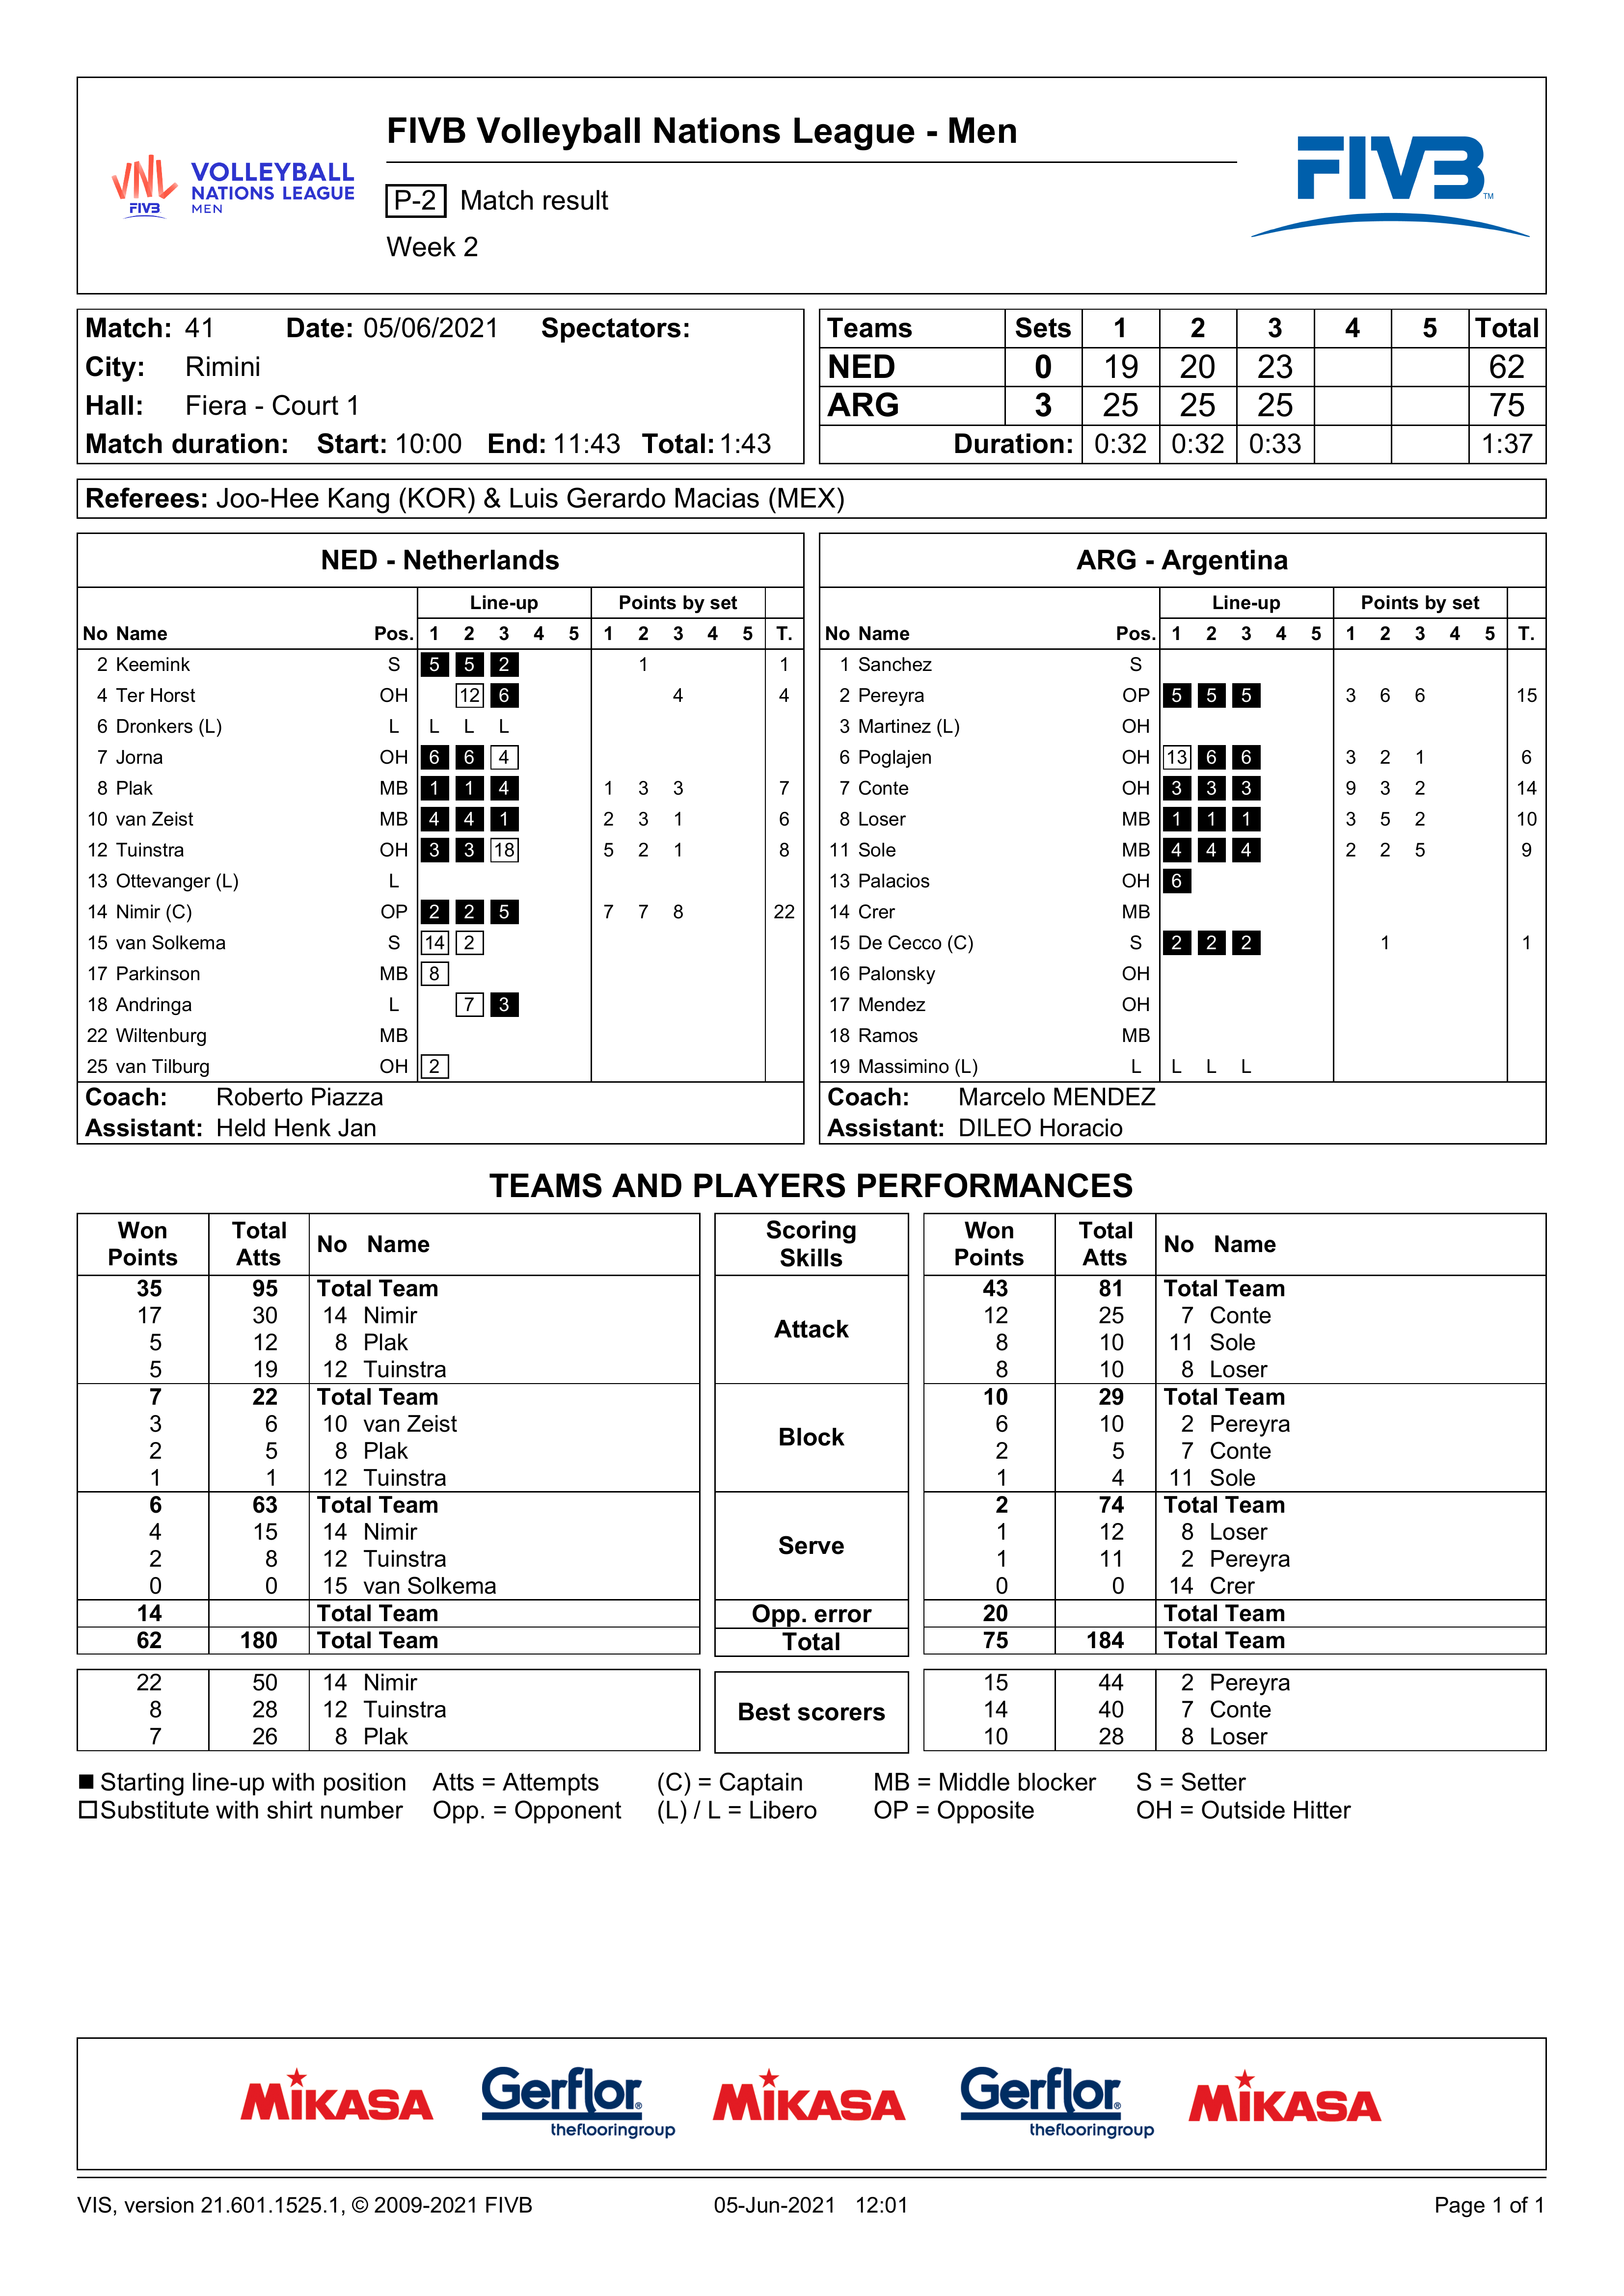 FIVB Volleyball Nations League - Men
VNL FIVB VOLLEYBALL NATIONS LEAGUE MEN
P-2 Match result
FIVB TM
Week 2
Match: 41 Date: 05/06/2021 Spectators:
City: Rimini
Hall: Fiera - Court 1
Match duration: Start: 10:00 End: 11:43 Total: 1:43
Teams Sets 1 2 3 4 5 Total
NED 0 19 20 23 62
ARG 3 25 25 25 75
Duration: 0:32 0:32 0:33 1:37
Referees: Joo-Hee Kang (KOR) & Luis Gerardo Macias (MEX)
NED - Netherlands
Line-up Points by set
No Name Pos. 1 2 3 4 5 1 2 3 4 5 T.
2 Keemink S 5 5 2 1 1
4 Ter Horst OH 12 6 4 4
6 Dronkers (L) L L L L
7 Jorna OH 6 6 4
8 Plak MB 1 1 4 1 3 3 7
10 van Zeist MB 4 4 1 2 3 1 6
12 Tuinstra OH 3 3 18 5 2 1 8
13 Ottevanger (L) L
14 Nimir (C) OP 2 2 5 7 7 8 22
15 van Solkema S 14 2
17 Parkinson MB 8
18 Andringa L 7 3
22 Wiltenburg MB
25 van Tilburg OH 2
Coach: Roberto Piazza
Assistant: Held Henk Jan
ARG - Argentina
Line-up Points by set
No Name Pos. 1 2 3 4 5 1 2 3 4 5 T.
1 Sanchez S
2 Pereyra OP 5 5 5 3 6 6 15
3 Martinez (L) OH
6 Poglajen OH 13 6 6 3 2 1 6
7 Conte OH 3 3 3 9 3 2 14
8 Loser MB 1 1 1 3 5 2 10
11 Sole MB 4 4 4 2 2 5 9
13 Palacios OH 6
14 Crer MB
15 De Cecco (C) S 2 2 2 1 1
16 Palonsky OH
17 Mendez OH
18 Ramos MB
19 Massimino (L) L L L L
Coach: Marcelo MENDEZ
Assistant: DILEO Horacio
TEAMS AND PLAYERS PERFORMANCES
Won Points Total Atts No Name Scoring Skills Won Points Total Atts No Name
35 95 Total Team Attack 43 81 Total Team
17 30 14 Nimir 12 25 7 Conte
5 12 8 Plak 8 10 11 Sole
5 19 12 Tuinstra 8 10 8 Loser
7 22 Total Team Block 10 29 Total Team
3 6 10 van Zeist 6 10 2 Pereyra
2 5 8 Plak 2 5 7 Conte
1 1 12 Tuinstra 1 4 11 Sole
6 63 Total Team Serve 2 74 Total Team
4 15 14 Nimir 1 12 8 Loser
2 8 12 Tuinstra 1 11 2 Pereyra
0 0 15 van Solkema 0 0 14 Crer
14 Total Team Opp. error 20 Total Team
62 180 Total Team Total 75 184 Total Team
22 50 14 Nimir Best scorers 15 44 2 Pereyra
8 28 12 Tuinstra 14 40 7 Conte
7 26 8 Plak 10 28 8 Loser
■ Starting line-up with position Atts = Attempts (C) = Captain MB = Middle blocker S = Setter
□ Substitute with shirt number Opp. = Opponent (L) / L = Libero OP = Opposite OH = Outside Hitter
MiKASA Gerflor® theflooringgroup MiKASA Gerflor® theflooringgroup MiKASA
VIS, version 21.601.1525.1, © 2009-2021 FIVB 05-Jun-2021 12:01 Page 1 of 1